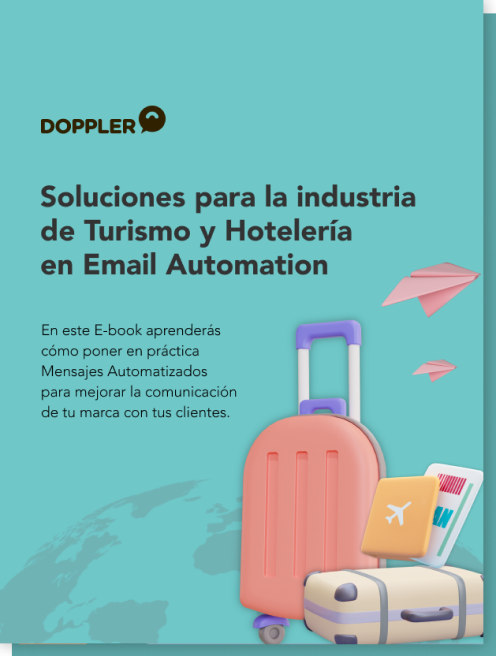 DOPPLER
Soluciones para la industria
de Turismo y Hotelería
en Email Automation
En este E-book aprenderás
cómo poner en práctica
Mensajes Automatizados
para mejorar la comunicación
de tu marca con tus clientes.